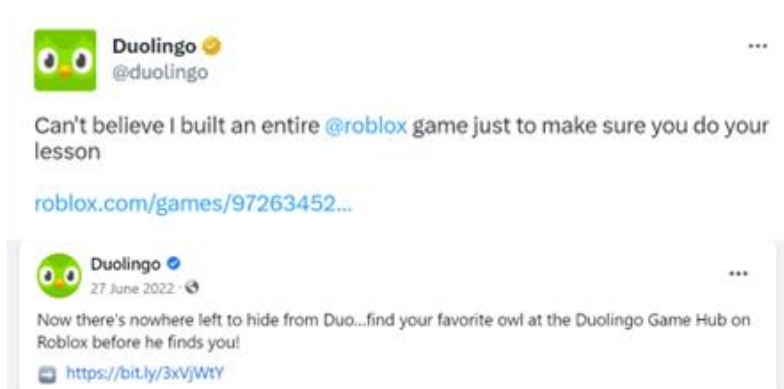 Duolingo
@duolingo
Can't believe I built an entire @roblox game just to make sure you do your
lesson
roblox.com/games/97263452...
Duolingo
27 June 2022 ·
Now there's nowhere left to hide from Duo...find your favorite owl at the Duolingo Game Hub on
Roblox before he finds you!
https://bit.ly/3xVjWtY